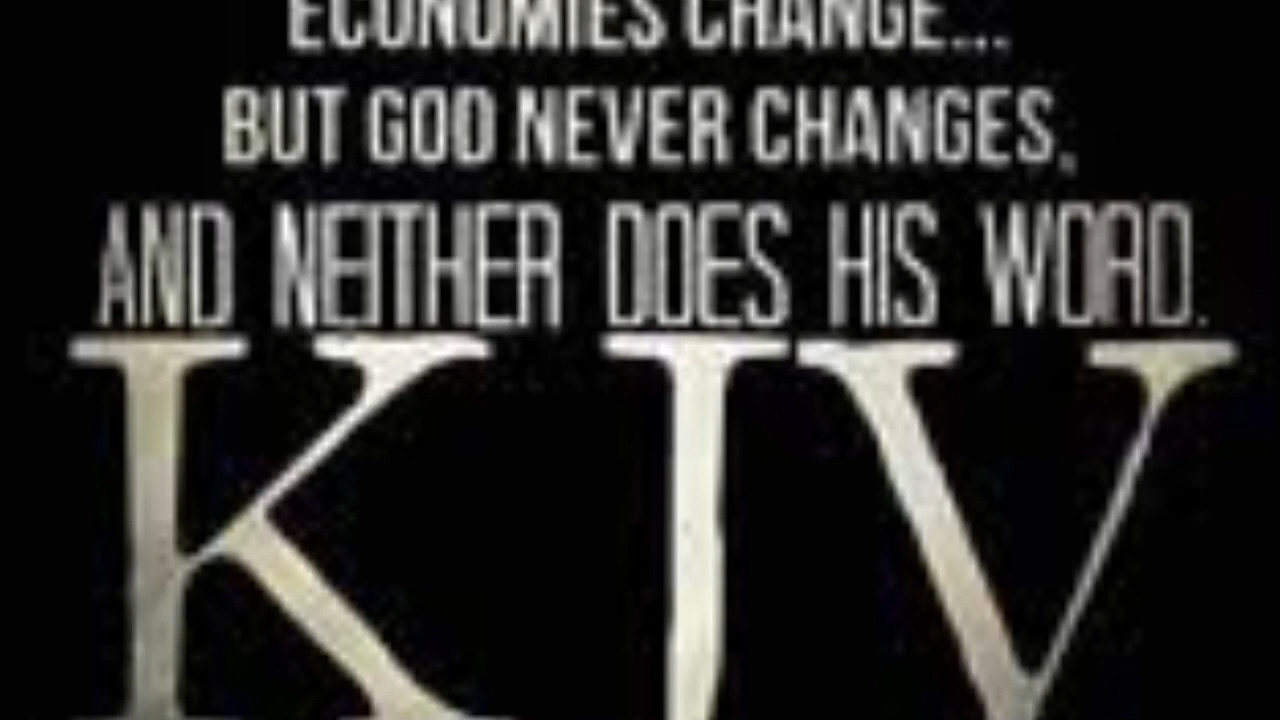 ECONOMIES CHANGE...
BUT GOD NEVER CHANGES,
AND NEITHER DOES HIS WORD.
KJV